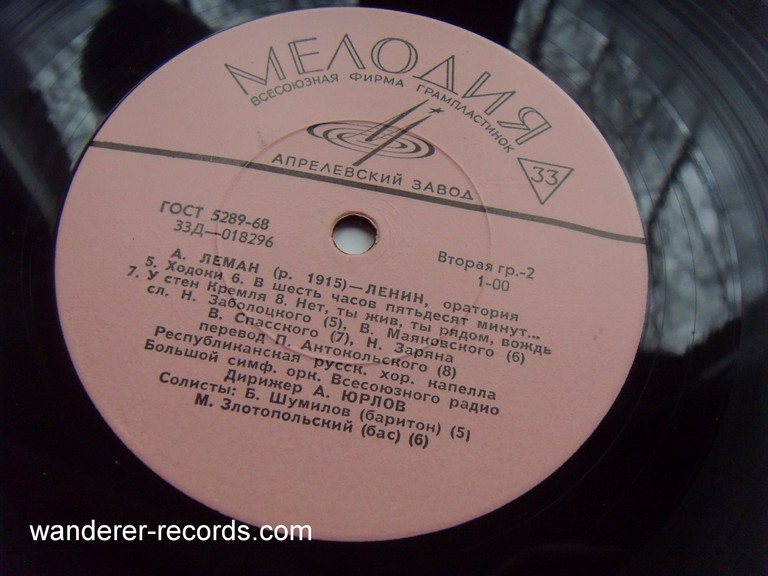 МЕЛОДИЯ
ВСЕСОЮЗНАЯ ФИРМА ГРАМПЛАСТИНОК
АПРЕЛЕВСКИЙ ЗАВОД
33
ГОСТ 5289-68
33Д—018296
Вторая гр.-2
1-00
А. ЛЕМАН (р. 1915)—ЛЕНИН, оратория
5. Ходоки 6. В шесть часов пятьдесят минут...
7. У стен Кремля 8. Нет, ты жив, ты рядом, вождь
сл. Н. Заболоцкого (5), В. Маяковского (6)
В. Спасского (7), Н. Заряна
перевод П. Антокольского (8)
Республиканская русск. хор. капелла
Большой симф. орк. Всесоюзного радио
Дирижер А. ЮРЛОВ
Солисты: Б. Шумилов (баритон) (5)
М. Злотопольский (бас) (6)
wanderer-records.com